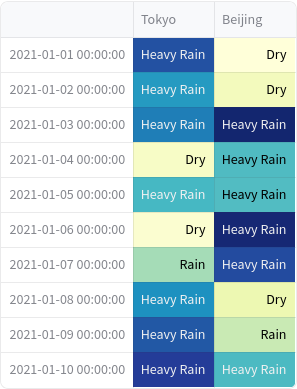 Tokyo Beijing
2021-01-01 00:00:00 Heavy Rain Dry
2021-01-02 00:00:00 Heavy Rain Dry
2021-01-03 00:00:00 Heavy Rain Heavy Rain
2021-01-04 00:00:00 Dry Heavy Rain
2021-01-05 00:00:00 Heavy Rain Heavy Rain
2021-01-06 00:00:00 Dry Heavy Rain
2021-01-07 00:00:00 Rain Heavy Rain
2021-01-08 00:00:00 Heavy Rain Dry
2021-01-09 00:00:00 Heavy Rain Rain
2021-01-10 00:00:00 Heavy Rain Heavy Rain